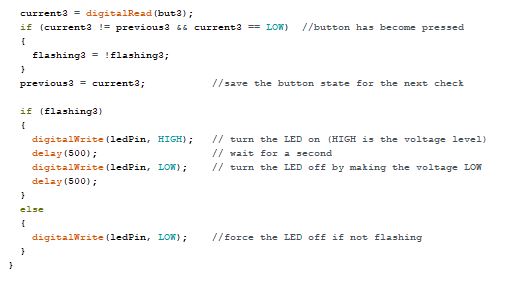 current3 = digitalRead(but3);
if (current3 != previous3 && current3 == LOW)  //button has become pressed
{
flashing3 = !flashing3;
}
previous3 = current3;           //save the button state for the next check
if (flashing3)
{
digitalWrite(ledPin, HIGH);   // turn the LED on (HIGH is the voltage level)
delay(500);                   // wait for a second
digitalWrite(ledPin, LOW);    // turn the LED off by making the voltage LOW
delay(500);
}
else
{
digitalWrite(ledPin, LOW);    //force the LED off if not flashing
}
}